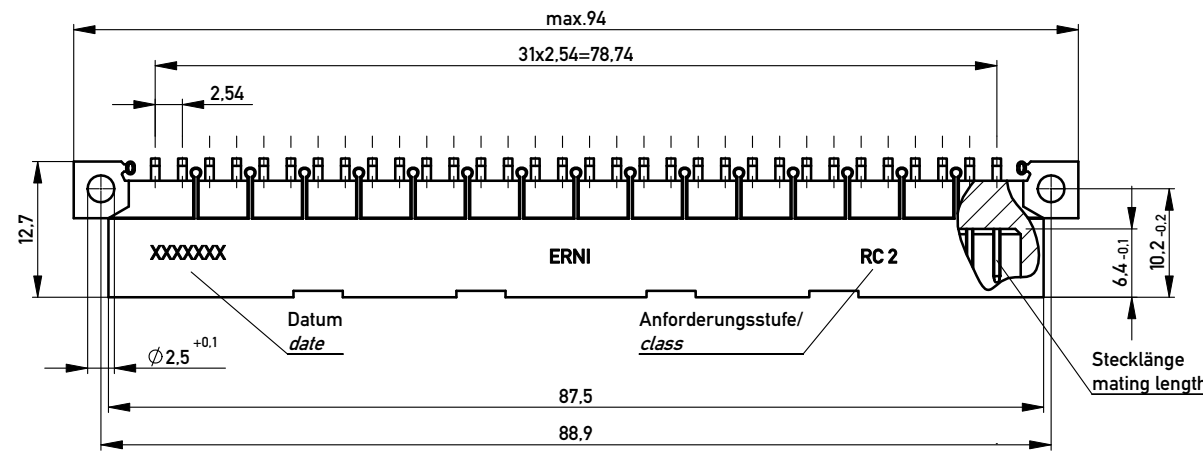 max.94
31x2,54=78,74
2,54
12.7
XXXXXXX
ERNI
RC 2
6,4 -0,1
10,2 -0,2
Datum
date
Anforderungsstufe/
class
Ø2,5 +0,1
Stecklänge
mating length
87,5
88,9